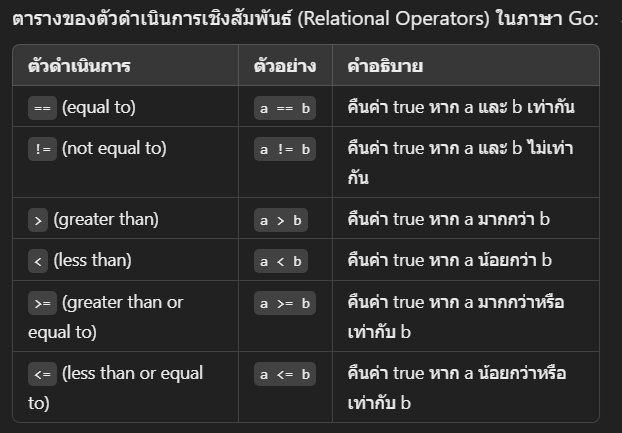 ตารางของตัวดำเนินการเชิงสัมพันธ์ (Relational Operators) ในภาษา Go:
ตัวดำเนินการ ตัวอย่าง คำอธิบาย
== (equal to) a == b คืนค่า true หาก a และ b เท่ากัน
!= (not equal to) a != b คืนค่า true หาก a และ b ไม่เท่า
กัน
> (greater than) a > b คืนค่า true หาก a มากกว่า b
< (less than) a < b คืนค่า true หาก a น้อยกว่า b
>= (greater than or a >= b คืนค่า true หาก a มากกว่าหรือ
equal to) เท่ากับ b
<= (less than or equal a <= b คืนค่า true หาก a น้อยกว่าหรือ
to) เท่ากับ b